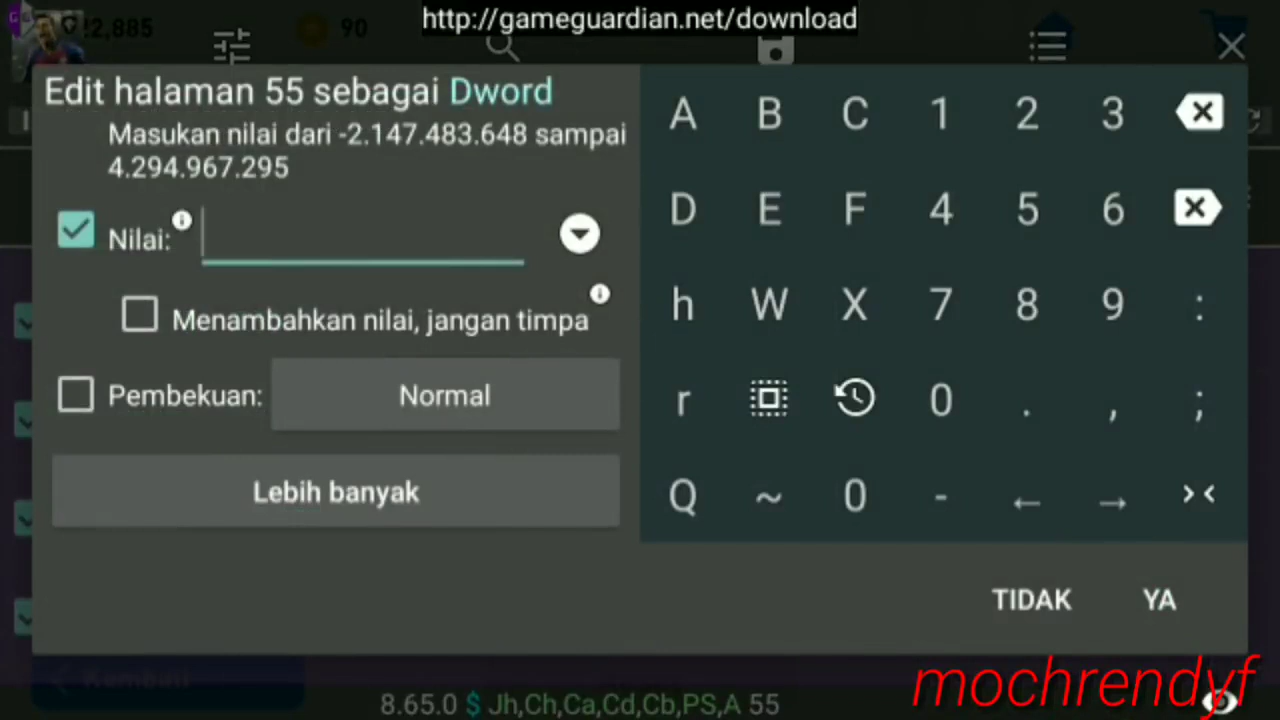 http://gameguardian.net/download
90
Edit halaman 55 sebagai Dword
Masukan nilai dari -2.147.483.648 sampai
4.294.967.295
Nilai:
Menambahkan nilai, jangan timpa
Pembekuan: Normal
Lebih banyak
A B C 1 2 3
D E F 4 5 6
h W X 7 8 9 :
r 0 . , ;
Q ~ 0 - ← → ><
TIDAK YA
Kembali
8.65.0 $ Jh,Ch,Ca,Cd,Cb,PS,A 55
mochrendyf